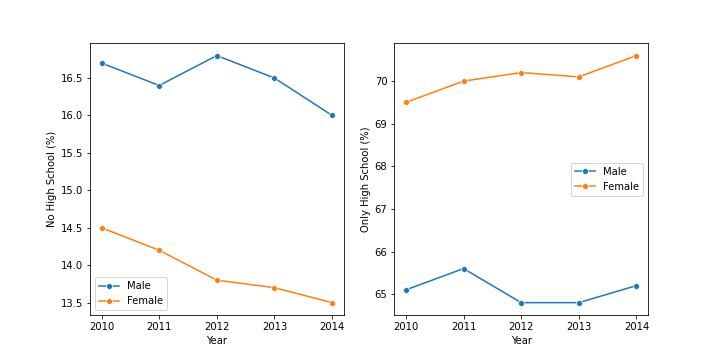 No High School (%)
16.5
16.0
15.5
15.0
14.5
14.0
13.5
Male
Female
2010 2011 2012 2013 2014
Year
Only High School (%)
70
69
68
67
66
65
Male
Female
2010 2011 2012 2013 2014
Year